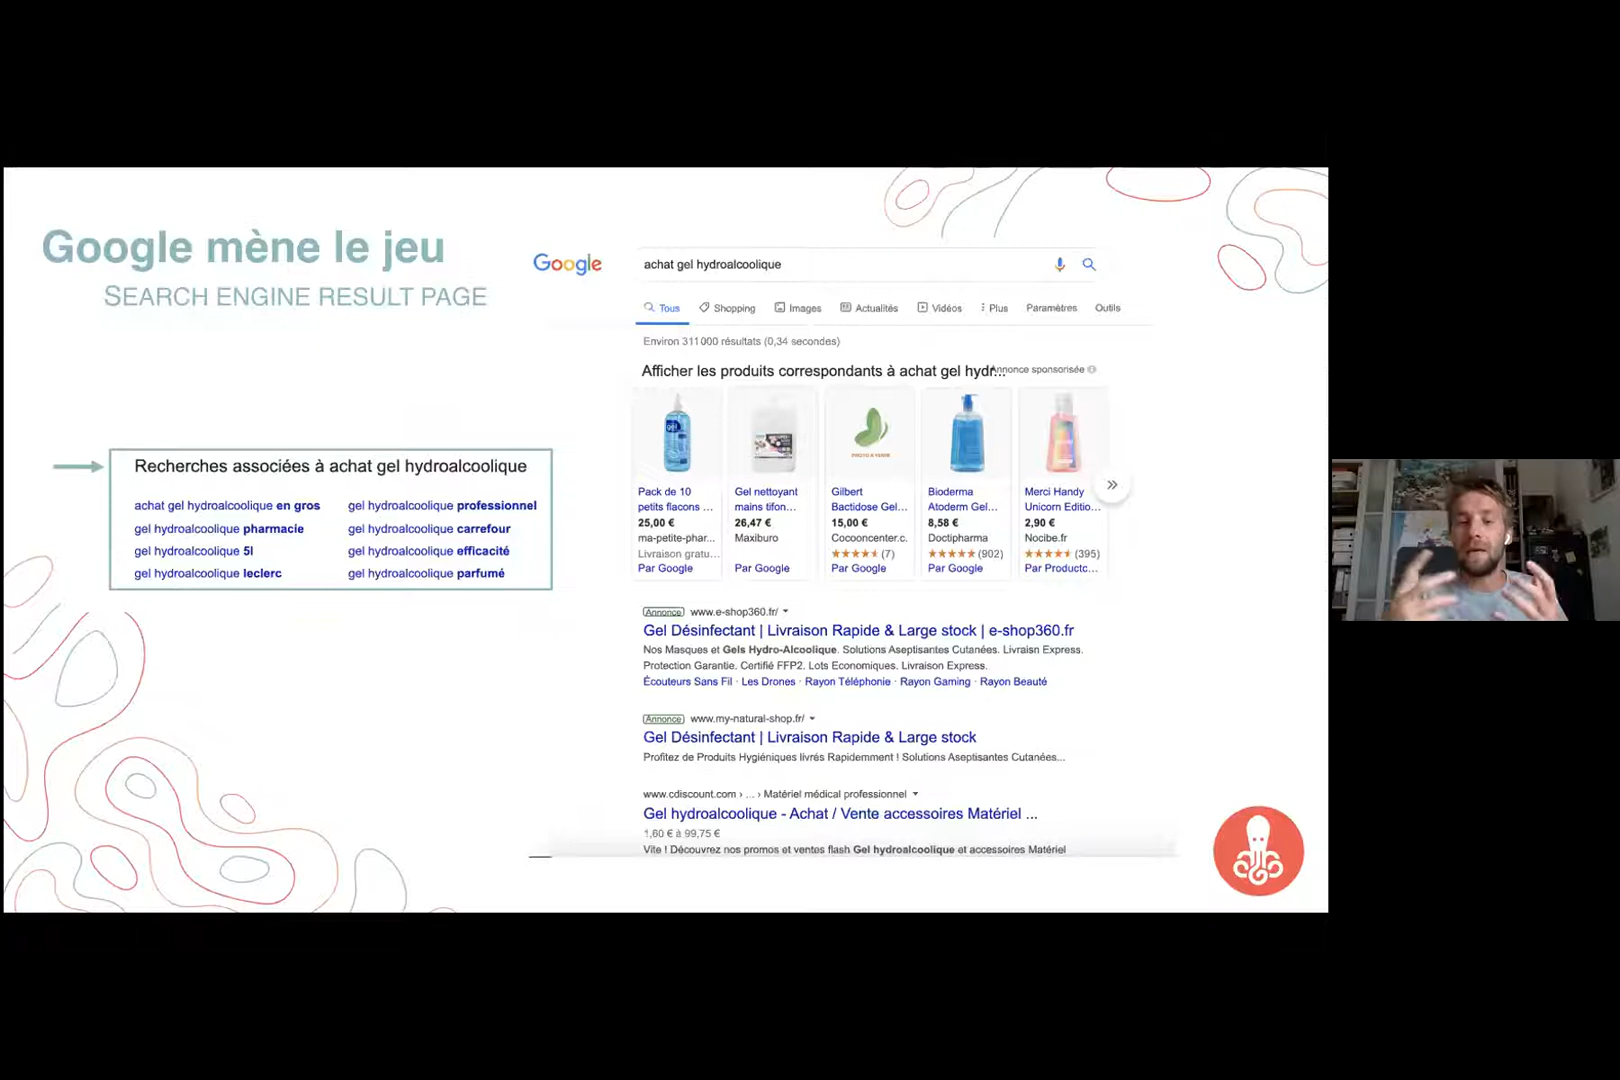 Google mène le jeu
SEARCH ENGINE RESULT PAGE
Recherches associées à achat gel hydroalcoolique
achat gel hydroalcoolique en gros
gel hydroalcoolique professionnel
gel hydroalcoolique pharmacie
gel hydroalcoolique carrefour
gel hydroalcoolique 5l
gel hydroalcoolique efficacité
gel hydroalcoolique leclerc
gel hydroalcoolique parfumé
Google
achat gel hydroalcoolique
Tous Shopping Images Actualités Vidéos Plus Paramètres Outils
Environ 311 000 résultats (0,34 secondes)
Afficher les produits correspondants à achat gel hydr...
Annonce sponsorisée
Pack de 10
petits flacons ...
25,00 €
ma-petite-phar...
Livraison gratu...
Par Google
Gel nettoyant
mains tifon...
26,47 €
Maxiburo
Par Google
Gilbert
Bactidose Gel...
15,00 €
Cocooncenter.c.
(7)
Par Google
Bioderma
Atoderm Gel...
8,58 €
Doctipharma
(902)
Par Google
Merci Handy
Unicorn Editio...
2,90 €
Nocibe.fr
(395)
Par Productc...
Annonce www.e-shop360.fr/
Gel Désinfectant | Livraison Rapide & Large stock | e-shop360.fr
Nos Masques et Gels Hydro-Alcoolique. Solutions Aseptisantes Cutanées. Livraisn Express.
Protection Garantie. Certifié FFP2. Lots Economiques. Livraison Express.
Écouteurs Sans Fil · Les Drones · Rayon Téléphonie · Rayon Gaming · Rayon Beauté
Annonce www.my-natural-shop.fr/
Gel Désinfectant | Livraison Rapide & Large stock
Profitez de Produits Hygiéniques livrés Rapidemment ! Solutions Aseptisantes Cutanées...
www.cdiscount.com › ... › Matériel médical professionnel
Gel hydroalcoolique - Achat / Vente accessoires Matériel ...
1,60 € à 99,75 €
Vite ! Découvrez nos promos et ventes flash Gel hydroalcoolique et accessoires Matériel